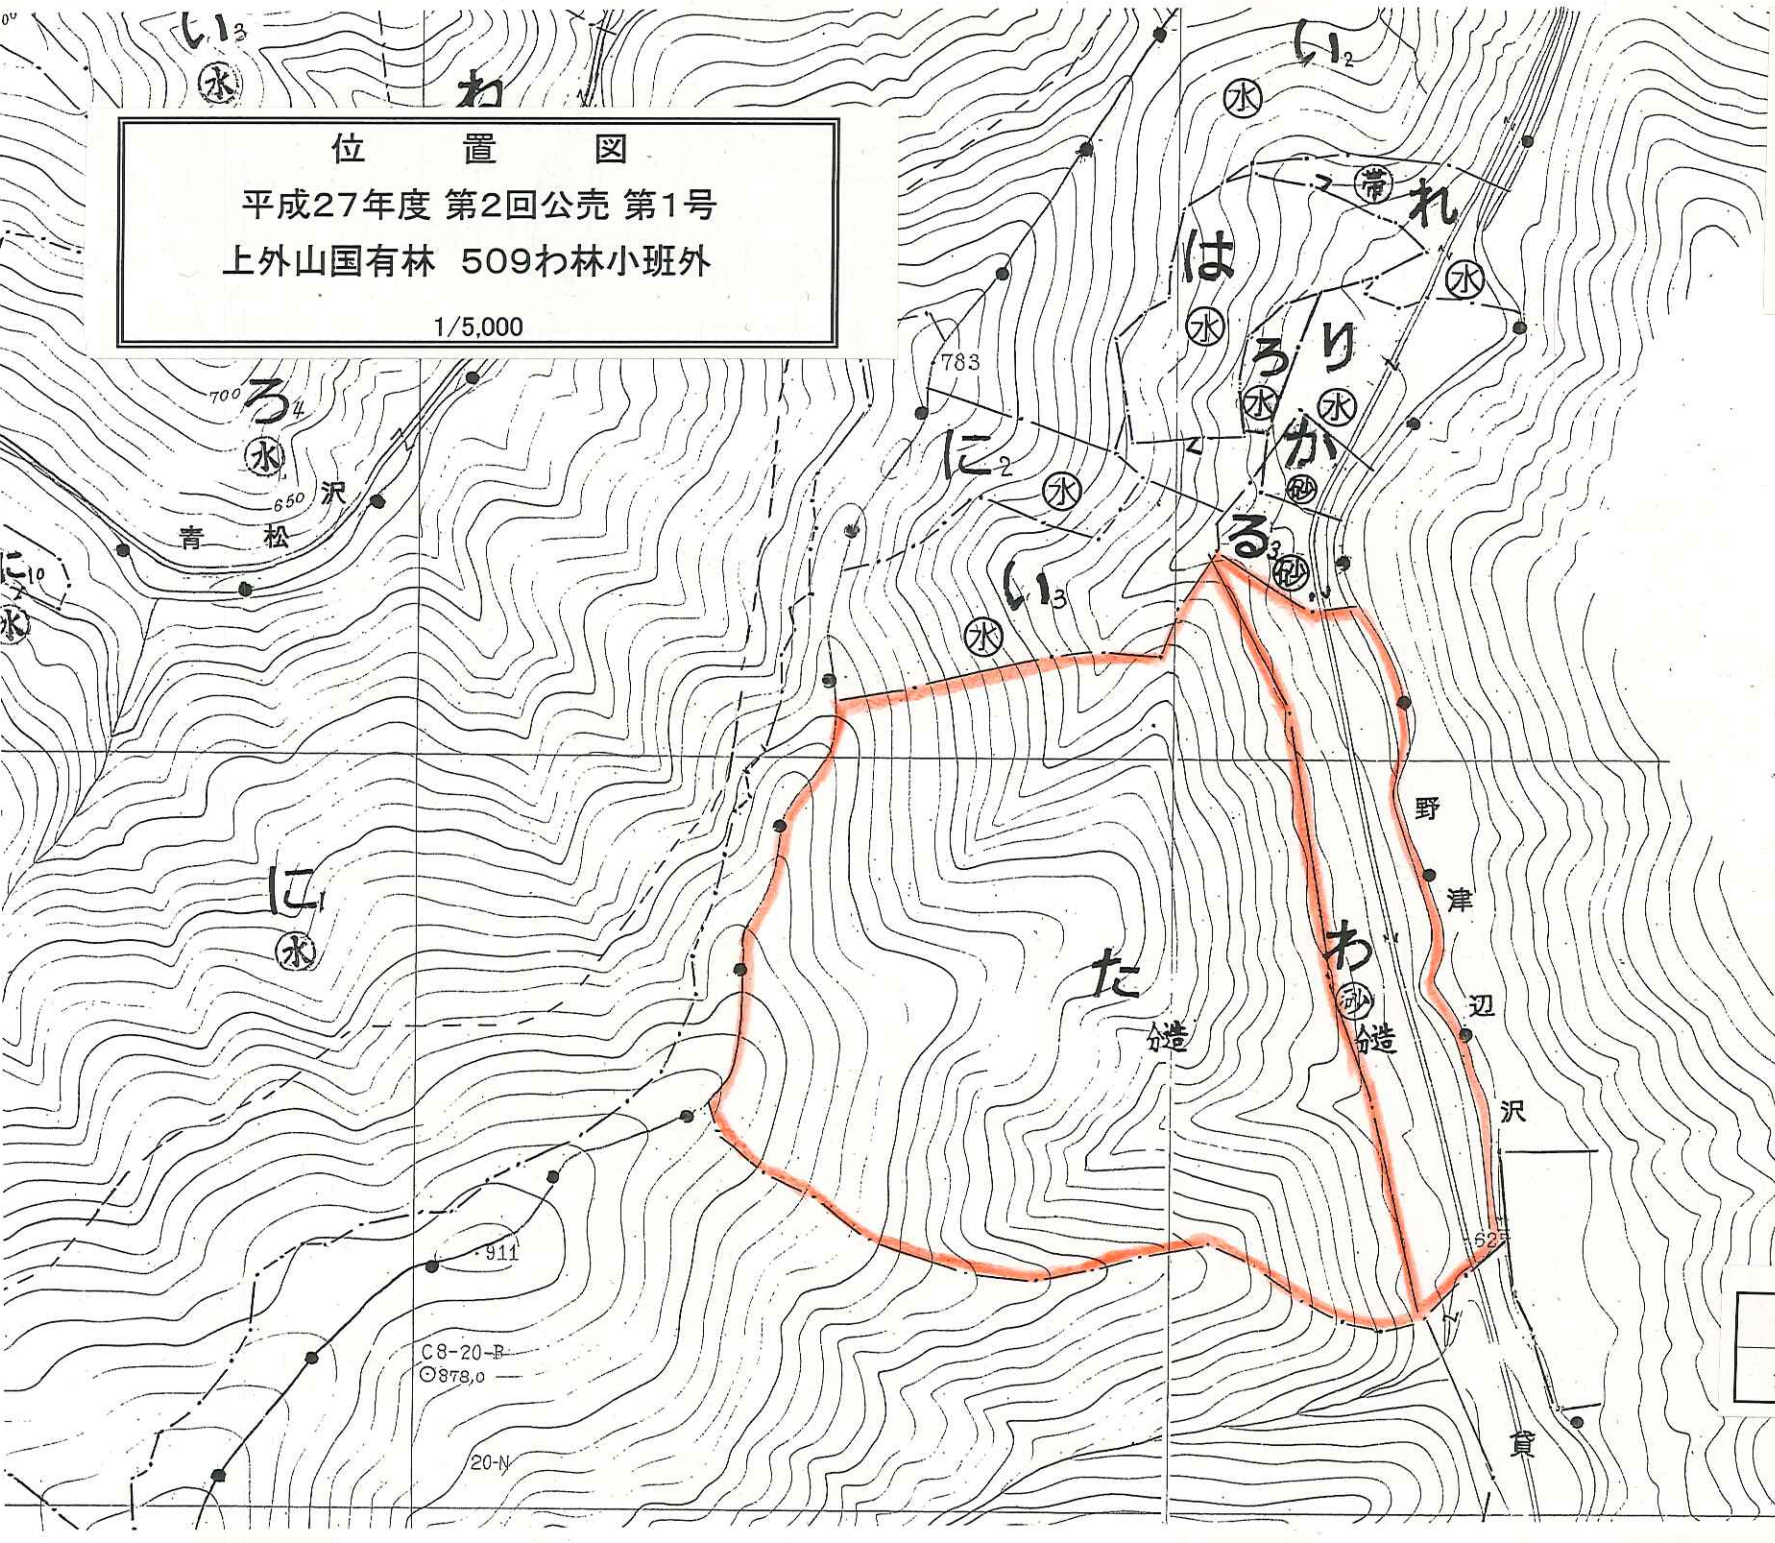 い3
水
わ
位 置 図
平成27年度 第2回公売 第1号
上外山国有林 509わ林小班外
1/5,000
い2
水
つ 帯 れ
は
水
水
783
ろ
水
り
水
か
砂
700 ろ4
水
650
青松沢
に2
水
る3
砂
に10
水
い3
水
野津辺沢
に1
水
た
分造
わ
砂
分造
625
911
C8-20-B
878.0
20-N
貸